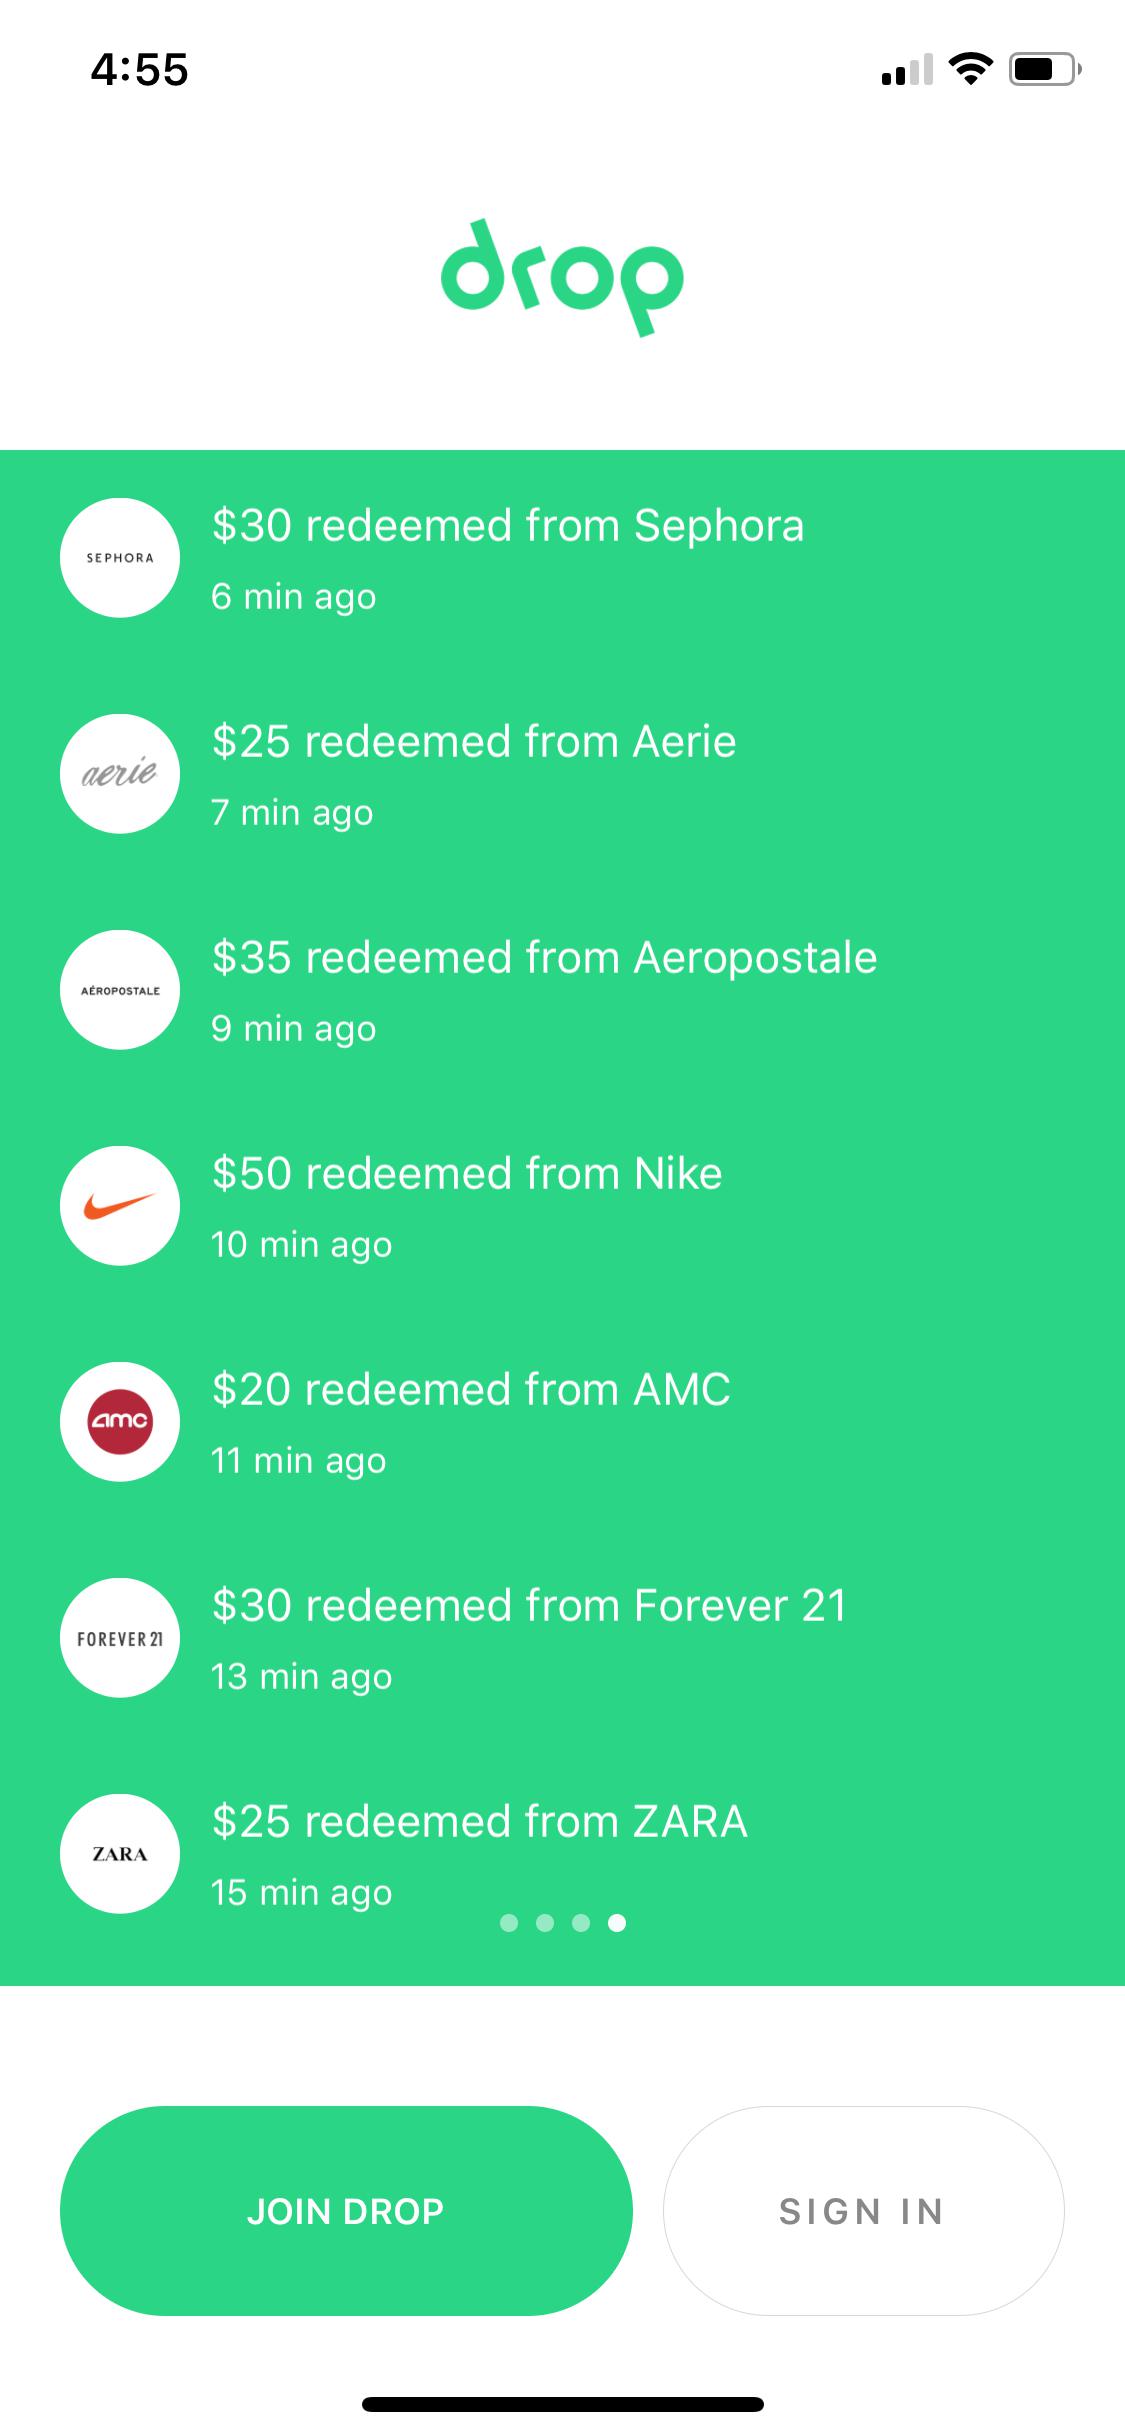 4:55
drop
SEPHORA
$30 redeemed from Sephora
6 min ago
aerie
$25 redeemed from Aerie
7 min ago
AÉROPOSTALE
$35 redeemed from Aeropostale
9 min ago
$50 redeemed from Nike
10 min ago
amc
$20 redeemed from AMC
11 min ago
FOREVER 21
$30 redeemed from Forever 21
13 min ago
ZARA
$25 redeemed from ZARA
15 min ago
JOIN DROP
SIGN IN